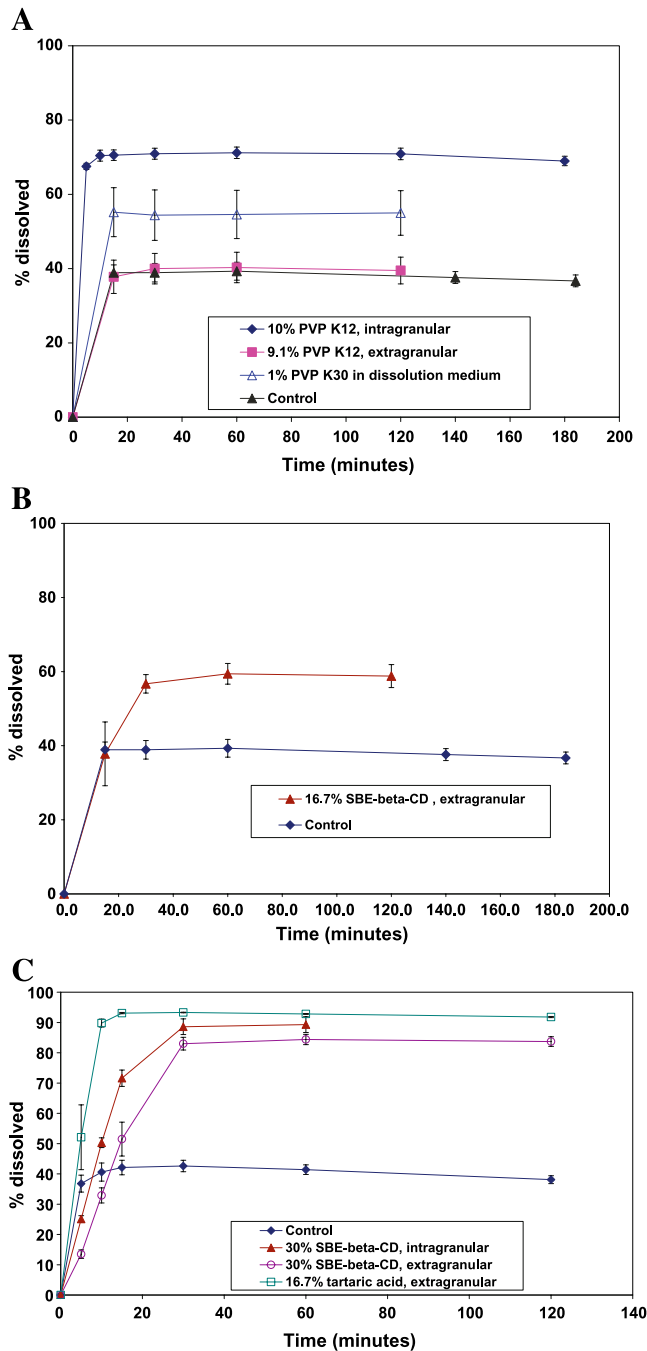 A
100
80
60
40
20
0
% dissolved
10% PVP K12, intragranular
9.1% PVP K12, extragranular
1% PVP K30 in dissolution medium
Control
0 20 40 60 80 100 120 140 160 180 200
Time (minutes)
B
100
80
60
40
20
0
% dissolved
16.7% SBE-beta-CD , extragranular
Control
0.0 20.0 40.0 60.0 80.0 100.0 120.0 140.0 160.0 180.0 200.0
Time (minutes)
C
100
90
80
70
60
50
40
30
20
10
0
% dissolved
Control
30% SBE-beta-CD, intragranular
30% SBE-beta-CD, extragranular
16.7% tartaric acid, extragranular
0 20 40 60 80 100 120 140
Time (minutes)